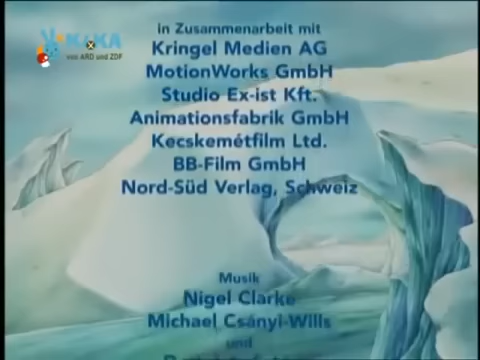 KiKA
von ARD und ZDF
in Zusammenarbeit mit
Kringel Medien AG
MotionWorks GmbH
Studio Ex-ist Kft.
Animationsfabrik GmbH
Kecskemétfilm Ltd.
BB-Film GmbH
Nord-Süd Verlag, Schweiz
Musik
Nigel Clarke
Michael Csányi-Wills
und